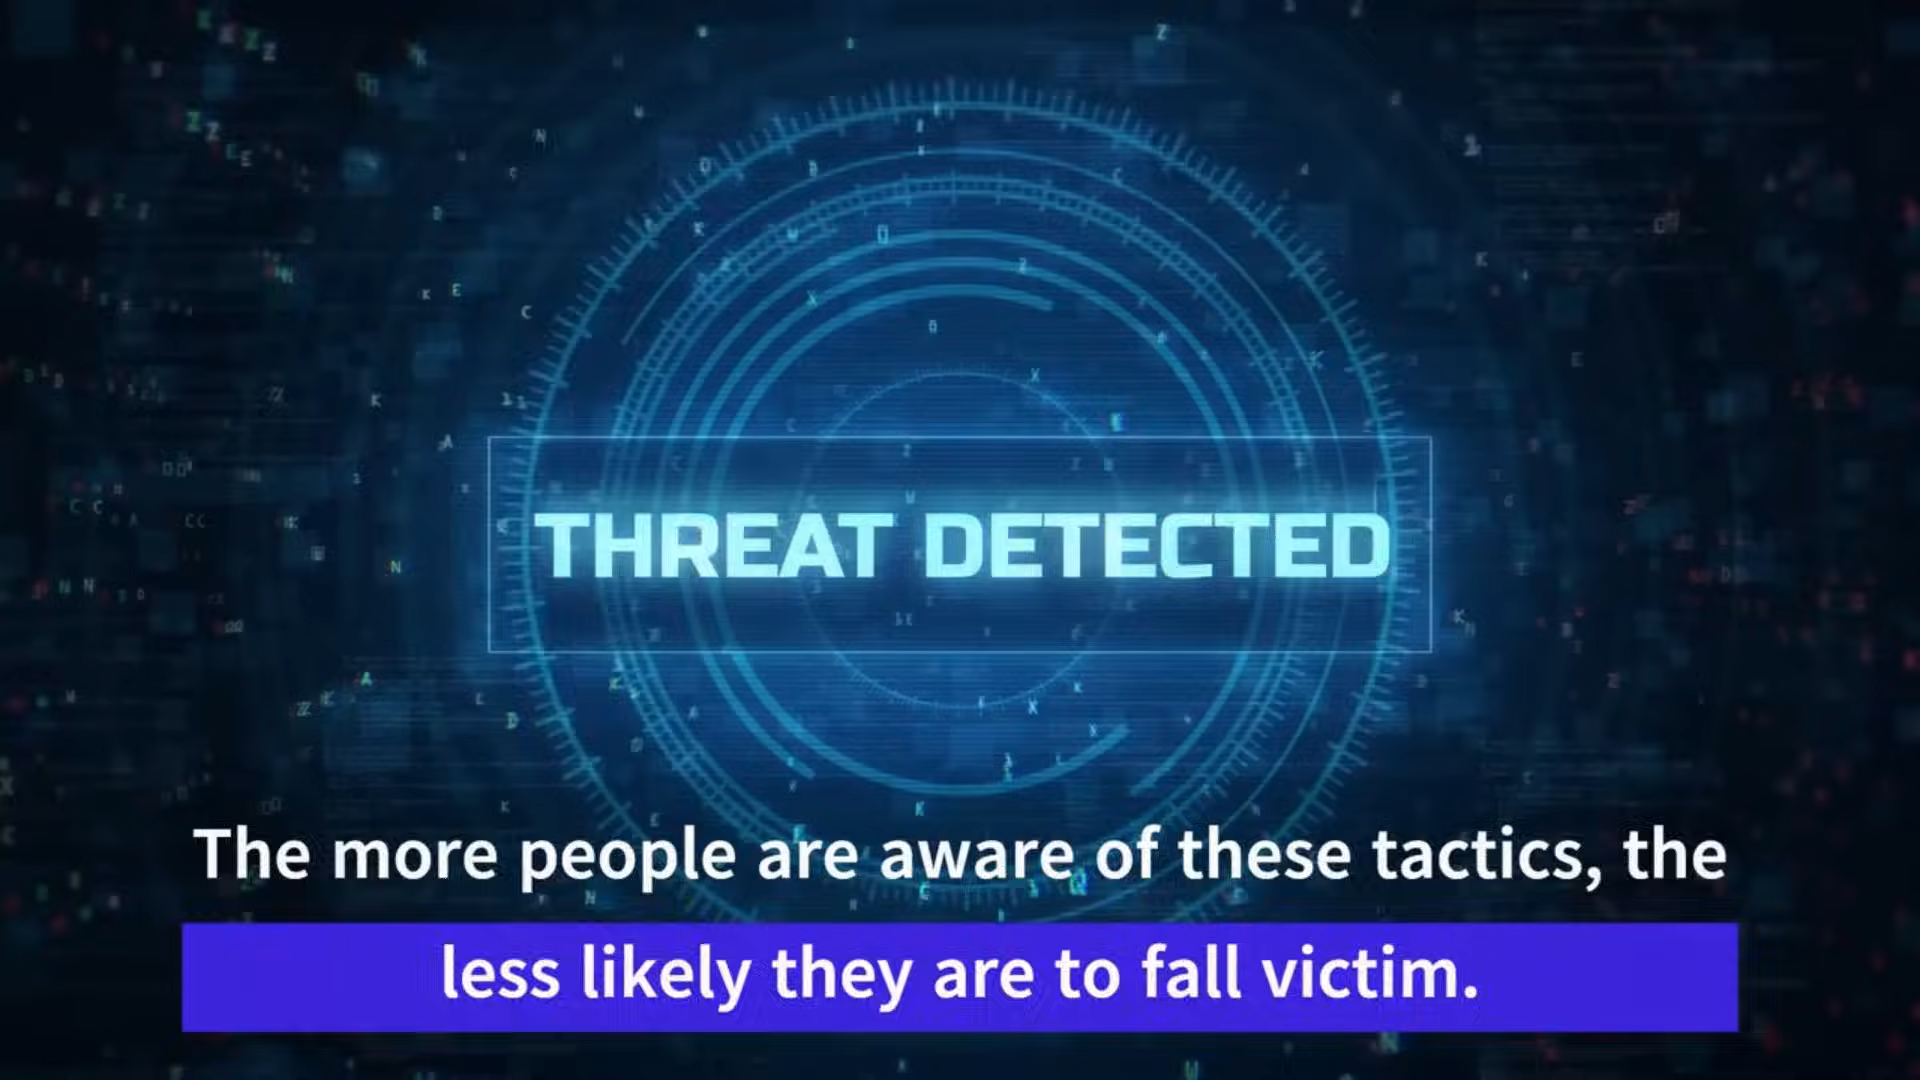 THREAT DETECTED
The more people are aware of these tactics, the
less likely they are to fall victim.